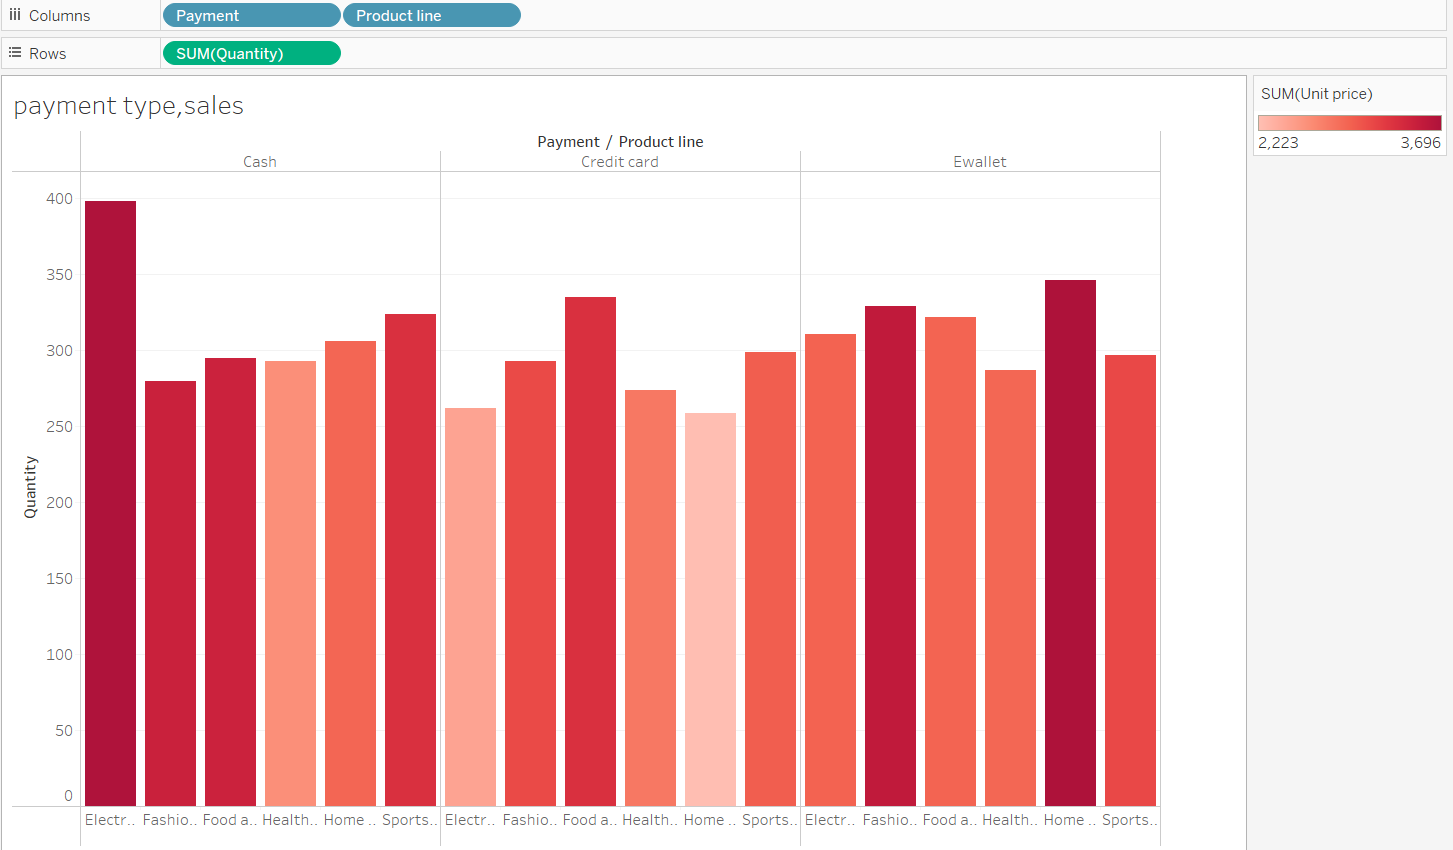 Columns Payment Product line
Rows SUM(Quantity)
payment type,sales
SUM(Unit price)
2,223 3,696
Payment / Product line
Cash Credit card Ewallet
400
350
300
250
200
150
100
50
0
Quantity
Electr.. Fashio.. Food a.. Health.. Home .. Sports.. Electr.. Fashio.. Food a.. Health.. Home .. Sports.. Electr.. Fashio.. Food a.. Health.. Home .. Sports..